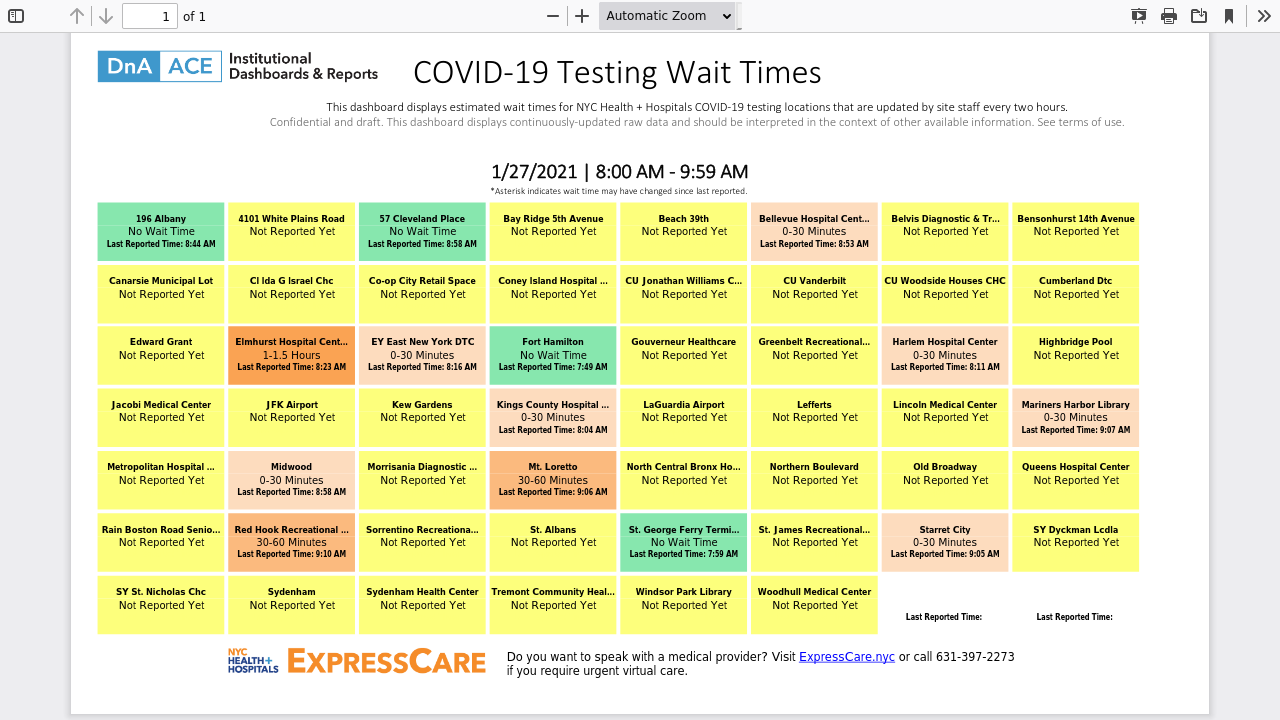 1 of 1 Automatic Zoom
DnA ACE Institutional
Dashboards & Reports
COVID-19 Testing Wait Times
This dashboard displays estimated wait times for NYC Health + Hospitals COVID-19 testing locations that are updated by site staff every two hours.
Confidential and draft. This dashboard displays continuously-updated raw data and should be interpreted in the context of other available information. See terms of use.
1/27/2021 | 8:00 AM - 9:59 AM
*Asterisk indicates wait time may have changed since last reported.
196 Albany
No Wait Time
Last Reported Time: 8:44 AM
4101 White Plains Road
Not Reported Yet
57 Cleveland Place
No Wait Time
Last Reported Time: 8:58 AM
Bay Ridge 5th Avenue
Not Reported Yet
Beach 39th
Not Reported Yet
Bellevue Hospital Cent...
0-30 Minutes
Last Reported Time: 8:53 AM
Belvis Diagnostic & Tr...
Not Reported Yet
Bensonhurst 14th Avenue
Not Reported Yet
Canarsie Municipal Lot
Not Reported Yet
CI Ida G Israel Chc
Not Reported Yet
Co-op City Retail Space
Not Reported Yet
Coney Island Hospital ...
Not Reported Yet
CU Jonathan Williams C...
Not Reported Yet
CU Vanderbilt
Not Reported Yet
CU Woodside Houses CHC
Not Reported Yet
Cumberland Dtc
Not Reported Yet
Edward Grant
Not Reported Yet
Elmhurst Hospital Cent...
1-1.5 Hours
Last Reported Time: 8:23 AM
EY East New York DTC
0-30 Minutes
Last Reported Time: 8:16 AM
Fort Hamilton
No Wait Time
Last Reported Time: 7:49 AM
Gouverneur Healthcare
Not Reported Yet
Greenbelt Recreational...
Not Reported Yet
Harlem Hospital Center
0-30 Minutes
Last Reported Time: 8:11 AM
Highbridge Pool
Not Reported Yet
Jacobi Medical Center
Not Reported Yet
JFK Airport
Not Reported Yet
Kew Gardens
Not Reported Yet
Kings County Hospital ...
0-30 Minutes
Last Reported Time: 8:04 AM
LaGuardia Airport
Not Reported Yet
Lefferts
Not Reported Yet
Lincoln Medical Center
Not Reported Yet
Mariners Harbor Library
0-30 Minutes
Last Reported Time: 9:07 AM
Metropolitan Hospital ...
Not Reported Yet
Midwood
0-30 Minutes
Last Reported Time: 8:58 AM
Morrisania Diagnostic ...
Not Reported Yet
Mt. Loretto
30-60 Minutes
Last Reported Time: 9:06 AM
North Central Bronx Ho...
Not Reported Yet
Northern Boulevard
Not Reported Yet
Old Broadway
Not Reported Yet
Queens Hospital Center
Not Reported Yet
Rain Boston Road Senio...
Not Reported Yet
Red Hook Recreational ...
30-60 Minutes
Last Reported Time: 9:10 AM
Sorrentino Recreationa...
Not Reported Yet
St. Albans
Not Reported Yet
St. George Ferry Termi...
No Wait Time
Last Reported Time: 7:59 AM
St. James Recreational...
Not Reported Yet
Starret City
0-30 Minutes
Last Reported Time: 9:05 AM
SY Dyckman Lcdla
Not Reported Yet
SY St. Nicholas Chc
Not Reported Yet
Sydenham
Not Reported Yet
Sydenham Health Center
Not Reported Yet
Tremont Community Heal...
Not Reported Yet
Windsor Park Library
Not Reported Yet
Woodhull Medical Center
Not Reported Yet
Last Reported Time:
Last Reported Time:
NYC
HEALTH+
HOSPITALS
EXPRESSCARE
Do you want to speak with a medical provider? Visit ExpressCare.nyc or call 631-397-2273
if you require urgent virtual care.